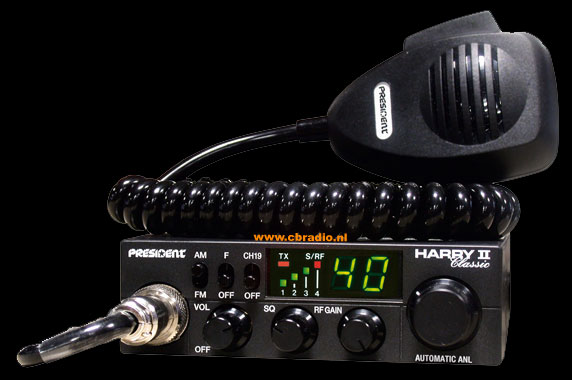 PRESIDENT
www.cbradio.nl
PRESIDENT
AM F CH19
TX S/RF
1 2 3 4
40
HARRY II
Classic
FM OFF OFF
VOL SQ RF GAIN
OFF
AUTOMATIC ANL